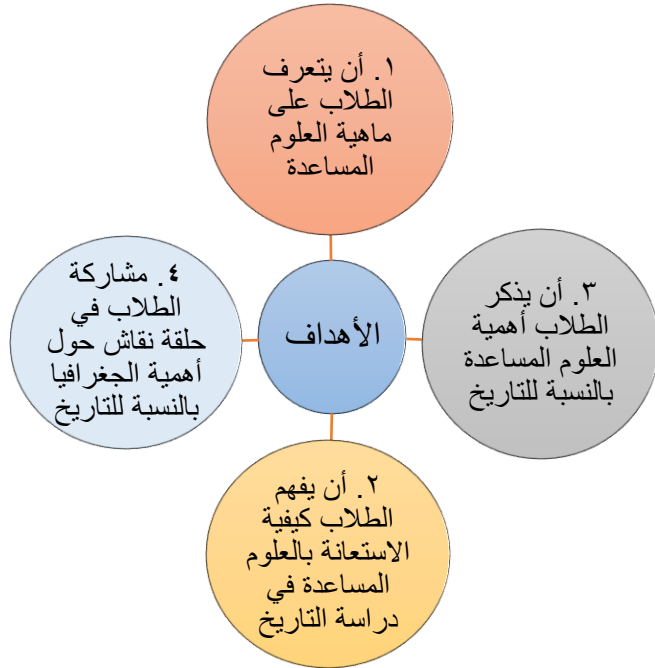 ١. أن يتعرف
الطلاب على
ماهية العلوم
المساعدة
٤. مشاركة
الطلاب في
حلقة نقاش حول
أهمية الجغرافيا
بالنسبة للتاريخ
الأهداف
٣. أن يذكر
الطلاب أهمية
العلوم المساعدة
بالنسبة للتاريخ
٢. أن يفهم
الطلاب كيفية
الاستعانة بالعلوم
المساعدة في
دراسة التاريخ